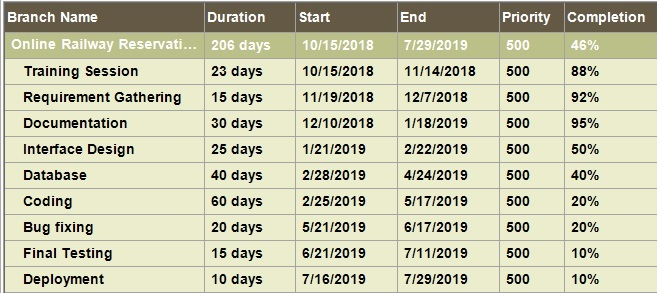 Branch Name Duration Start End Priority Completion
Online Railway Reservati... 206 days 10/15/2018 7/29/2019 500 46%
Training Session 23 days 10/15/2018 11/14/2018 500 88%
Requirement Gathering 15 days 11/19/2018 12/7/2018 500 92%
Documentation 30 days 12/10/2018 1/18/2019 500 95%
Interface Design 25 days 1/21/2019 2/22/2019 500 50%
Database 40 days 2/28/2019 4/24/2019 500 40%
Coding 60 days 2/25/2019 5/17/2019 500 20%
Bug fixing 20 days 5/21/2019 6/17/2019 500 20%
Final Testing 15 days 6/21/2019 7/11/2019 500 10%
Deployment 10 days 7/16/2019 7/29/2019 500 10%